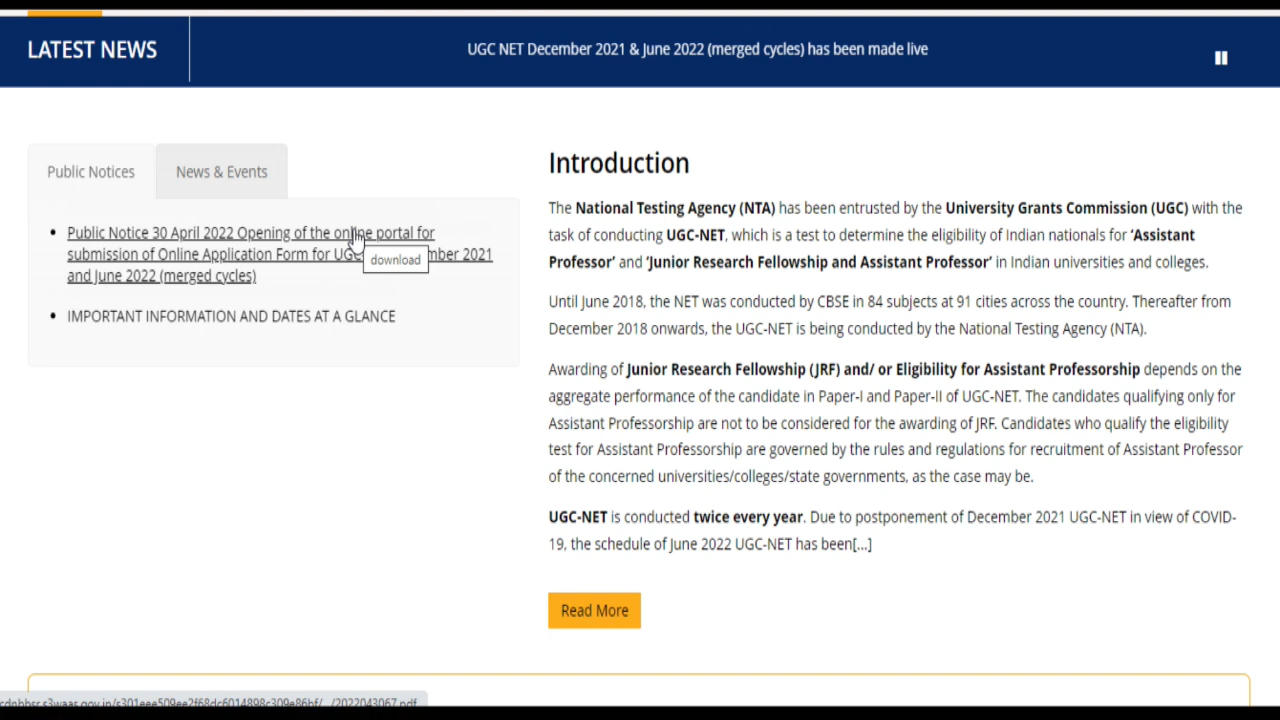 LATEST NEWS
UGC NET December 2021 & June 2022 (merged cycles) has been made live
Public Notices
News & Events
Public Notice 30 April 2022 Opening of the online portal for
submission of Online Application Form for UGC mber 2021
and June 2022 (merged cycles)
download
IMPORTANT INFORMATION AND DATES AT A GLANCE
Introduction
The National Testing Agency (NTA) has been entrusted by the University Grants Commission (UGC) with the
task of conducting UGC-NET, which is a test to determine the eligibility of Indian nationals for ‘Assistant
Professor’ and ‘Junior Research Fellowship and Assistant Professor’ in Indian universities and colleges.
Until June 2018, the NET was conducted by CBSE in 84 subjects at 91 cities across the country. Thereafter from
December 2018 onwards, the UGC-NET is being conducted by the National Testing Agency (NTA).
Awarding of Junior Research Fellowship (JRF) and/ or Eligibility for Assistant Professorship depends on the
aggregate performance of the candidate in Paper-I and Paper-II of UGC-NET. The candidates qualifying only for
Assistant Professorship are not to be considered for the awarding of JRF. Candidates who qualify the eligibility
test for Assistant Professorship are governed by the rules and regulations for recruitment of Assistant Professor
of the concerned universities/colleges/state governments, as the case may be.
UGC-NET is conducted twice every year. Due to postponement of December 2021 UGC-NET in view of COVID-
19, the schedule of June 2022 UGC-NET has been[...]
Read More